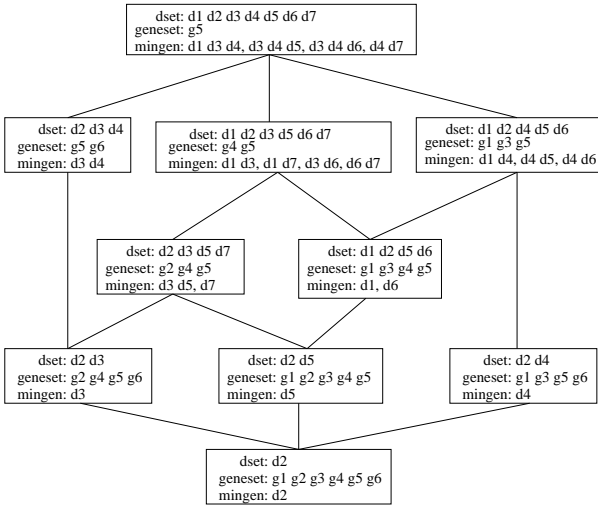 dset: d1 d2 d3 d4 d5 d6 d7
geneset: g5
mingen: d1 d3 d4, d3 d4 d5, d3 d4 d6, d4 d7
dset: d2 d3 d4
geneset: g5 g6
mingen: d3 d4
dset: d1 d2 d3 d5 d6 d7
geneset: g4 g5
mingen: d1 d3, d1 d7, d3 d6, d6 d7
dset: d1 d2 d4 d5 d6
geneset: g1 g3 g5
mingen: d1 d4, d4 d5, d4 d6
dset: d2 d3 d5 d7
geneset: g2 g4 g5
mingen: d3 d5, d7
dset: d1 d2 d5 d6
geneset: g1 g3 g4 g5
mingen: d1, d6
dset: d2 d3
geneset: g2 g4 g5 g6
mingen: d3
dset: d2 d5
geneset: g1 g2 g3 g4 g5
mingen: d5
dset: d2 d4
geneset: g1 g3 g5 g6
mingen: d4
dset: d2
geneset: g1 g2 g3 g4 g5 g6
mingen: d2